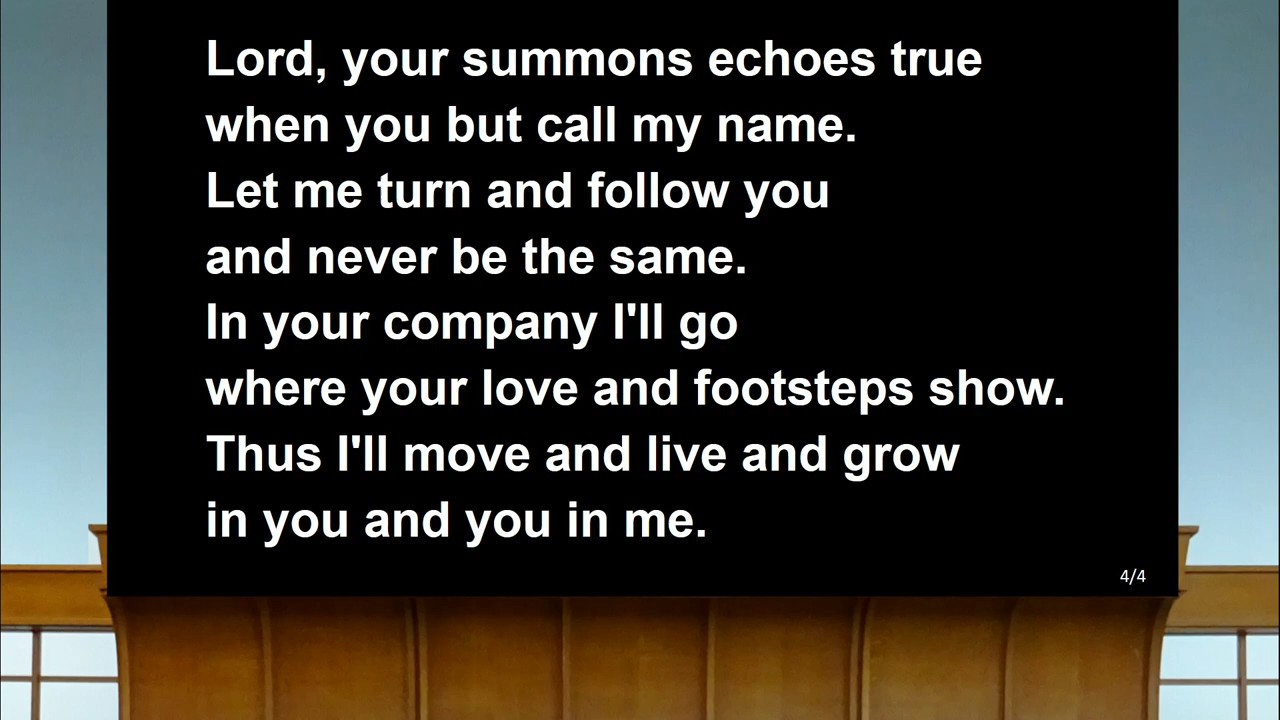 Lord, your summons echoes true
when you but call my name.
Let me turn and follow you
and never be the same.
In your company I'll go
where your love and footsteps show.
Thus I'll move and live and grow
in you and you in me.
4/4